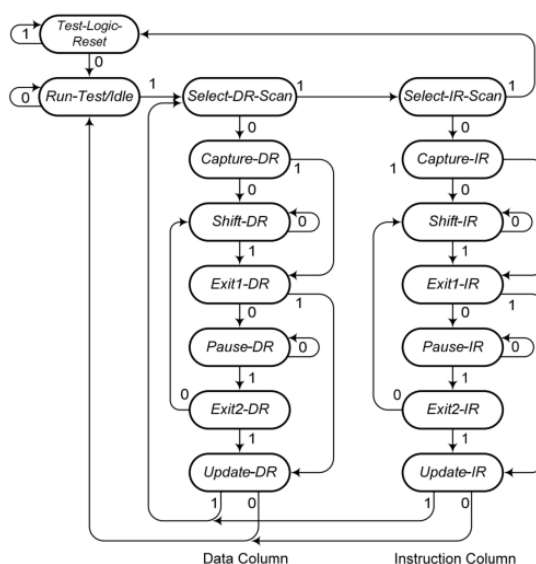 Test-Logic-
Reset
1
0
Run-Test/Idle
0
1
Select-DR-Scan
1
Select-IR-Scan
1
0
0
Capture-DR
1
1
Capture-IR
0
0
Shift-DR
0
Shift-IR
0
1
1
Exit1-DR
1
Exit1-IR
1
0
0
Pause-DR
0
Pause-IR
0
1
1
0
Exit2-DR
0
Exit2-IR
1
1
Update-DR
Update-IR
1
0
1
0
Data Column
Instruction Column